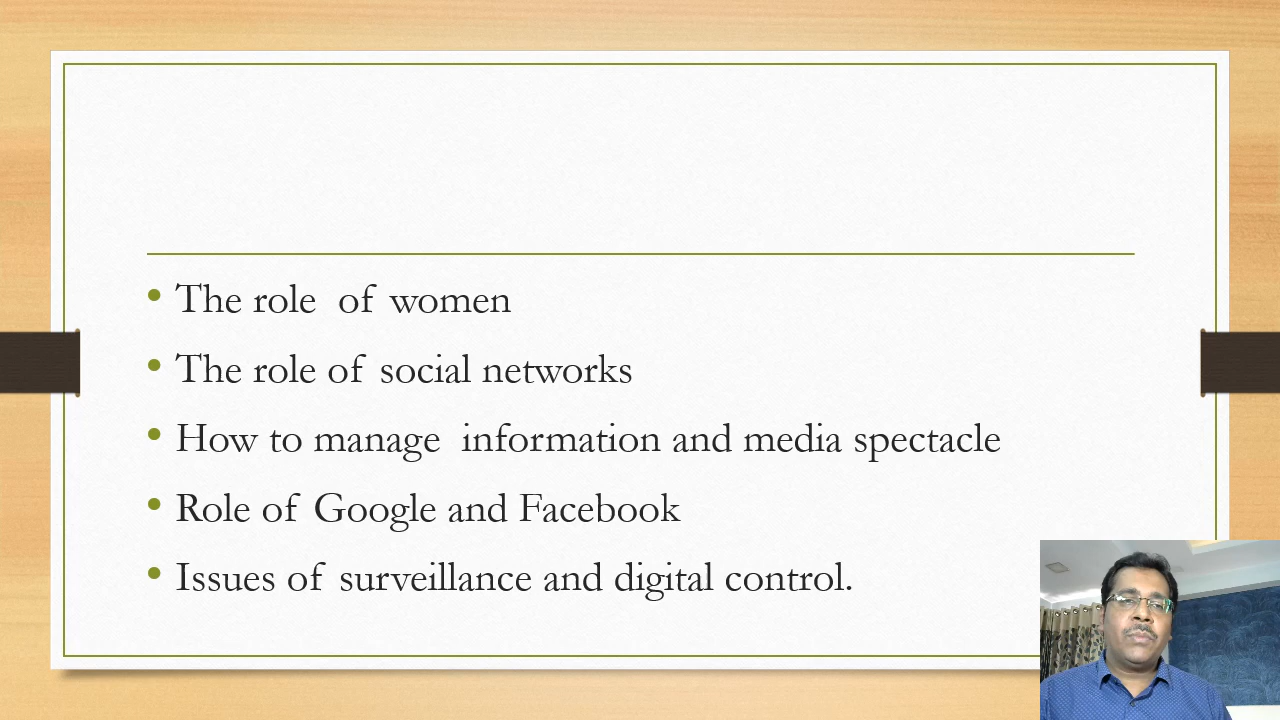 The role of women
The role of social networks
How to manage information and media spectacle
Role of Google and Facebook
Issues of surveillance and digital control.